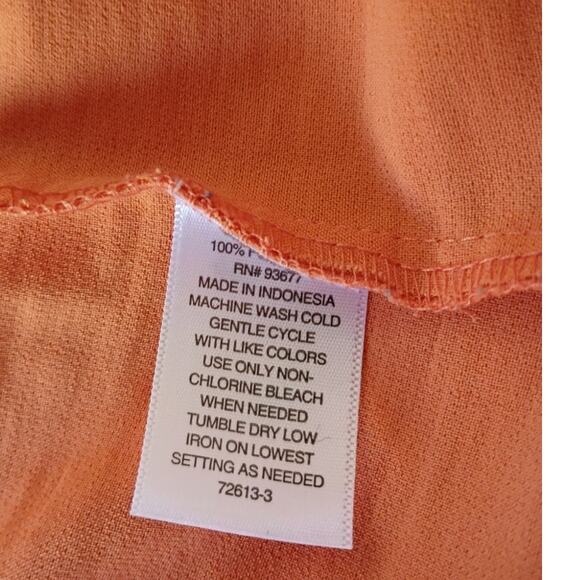 100%
RN# 93677
MADE IN INDONESIA
MACHINE WASH COLD
GENTLE CYCLE
WITH LIKE COLORS
USE ONLY NON-
CHLORINE BLEACH
WHEN NEEDED
TUMBLE DRY LOW
IRON ON LOWEST
SETTING AS NEEDED
72613-3